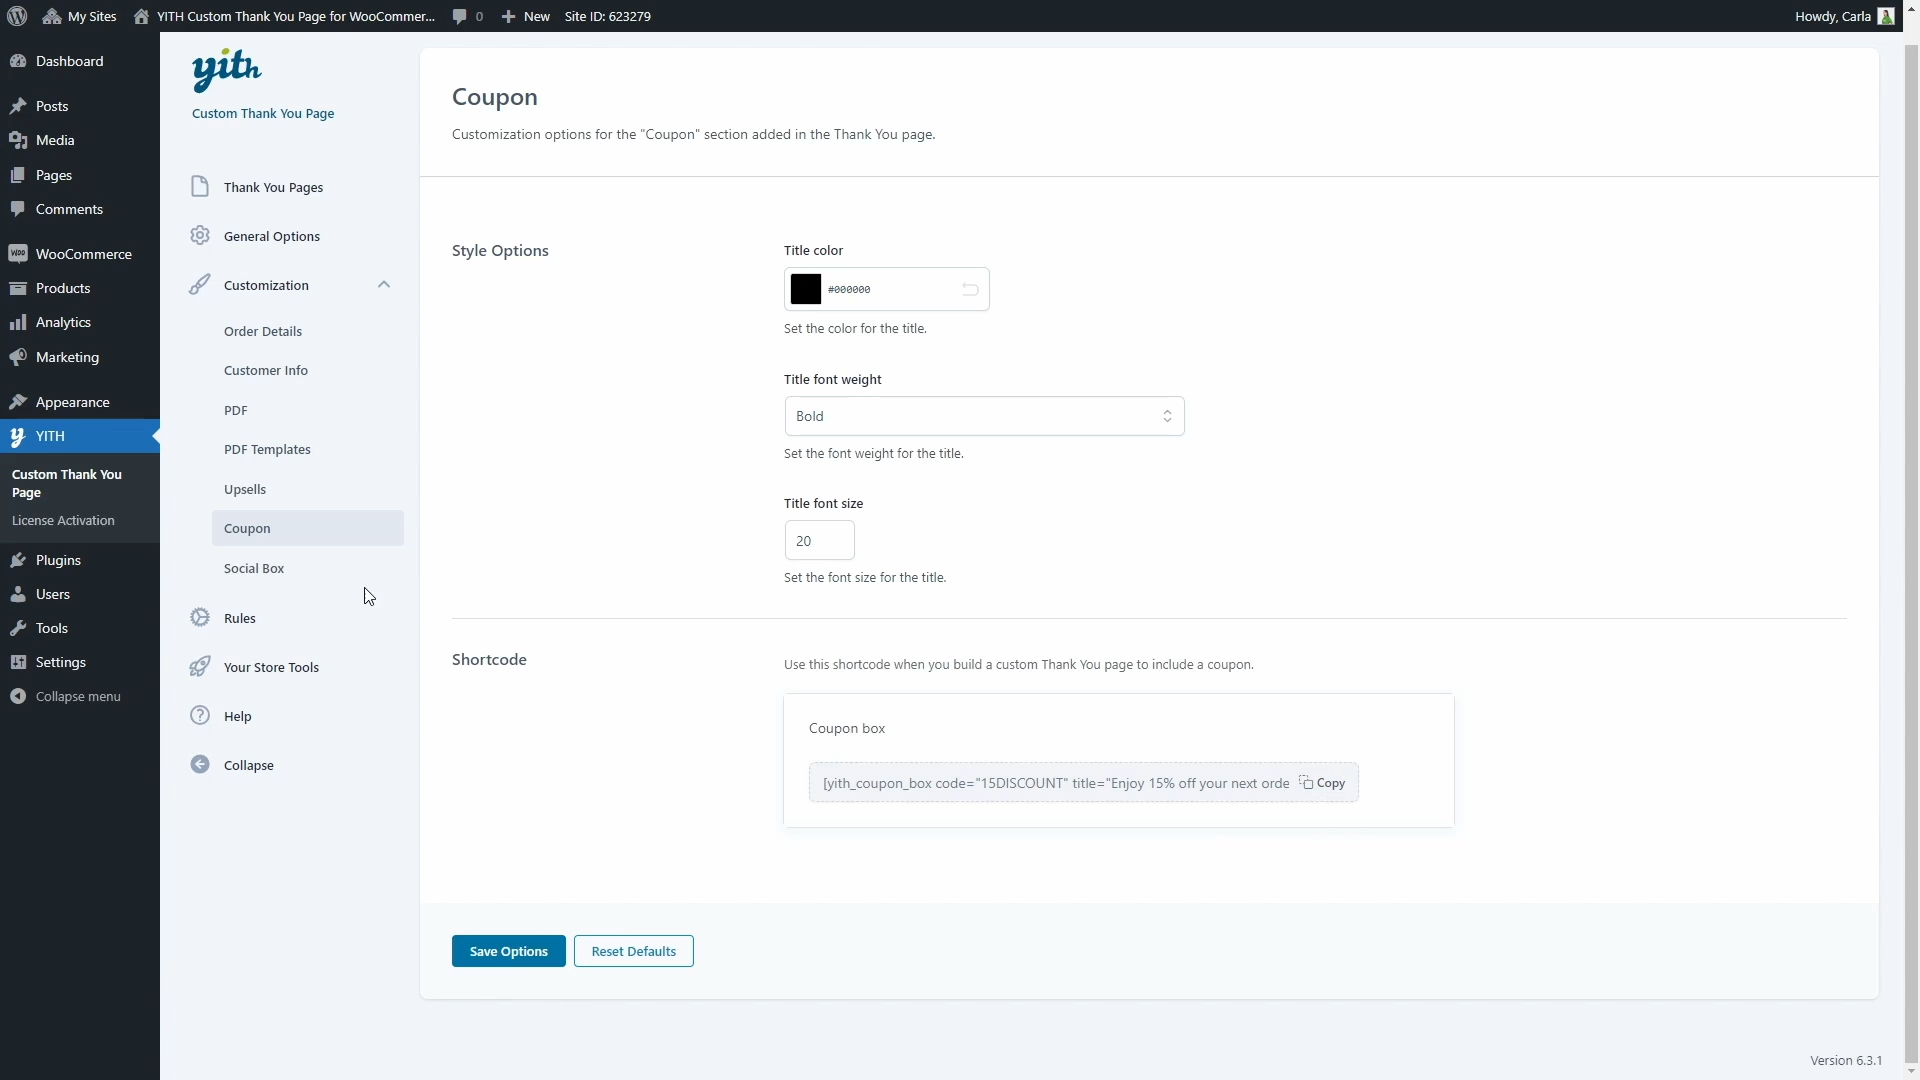 My Sites
YITH Custom Thank You Page for WooCommer...
0
New
Site ID: 623279
Howdy, Carla
Dashboard
Posts
Media
Pages
Comments
WooCommerce
Products
Analytics
Marketing
Appearance
YITH
Custom Thank You
Page
License Activation
Plugins
Users
Tools
Settings
Collapse menu
yith
Custom Thank You Page
Thank You Pages
General Options
Customization
Order Details
Customer Info
PDF
PDF Templates
Upsells
Coupon
Social Box
Rules
Your Store Tools
Help
Collapse
Coupon
Customization options for the "Coupon" section added in the Thank You page.
Style Options
Title color
#000000
Set the color for the title.
Title font weight
Bold
Set the font weight for the title.
Title font size
20
Set the font size for the title.
Shortcode
Use this shortcode when you build a custom Thank You page to include a coupon.
Coupon box
[yith_coupon_box code="15DISCOUNT" title="Enjoy 15% off your next orde
Copy
Save Options
Reset Defaults
Version 6.3.1